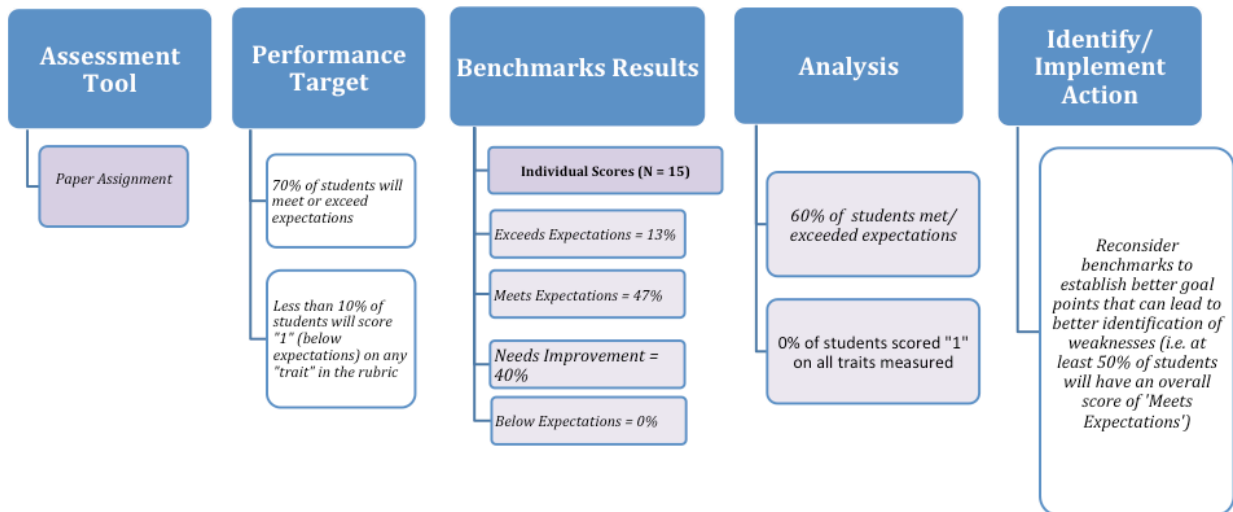 Assessment
Tool
Paper Assignment
Performance
Target
70% of students will
meet or exceed
expectations
Less than 10% of
students will score
"1" (below
expectations) on any
"trait" in the rubric
Benchmarks Results
Individual Scores (N = 15)
Exceeds Expectations = 13%
Meets Expectations = 47%
Needs Improvement =
40%
Below Expectations = 0%
Analysis
60% of students met/
exceeded expectations
0% of students scored "1"
on all traits measured
Identify/
Implement
Action
Reconsider
benchmarks to
establish better goal
points that can lead to
better identification of
weaknesses (i.e. at
least 50% of students
will have an overall
score of 'Meets
Expectations')